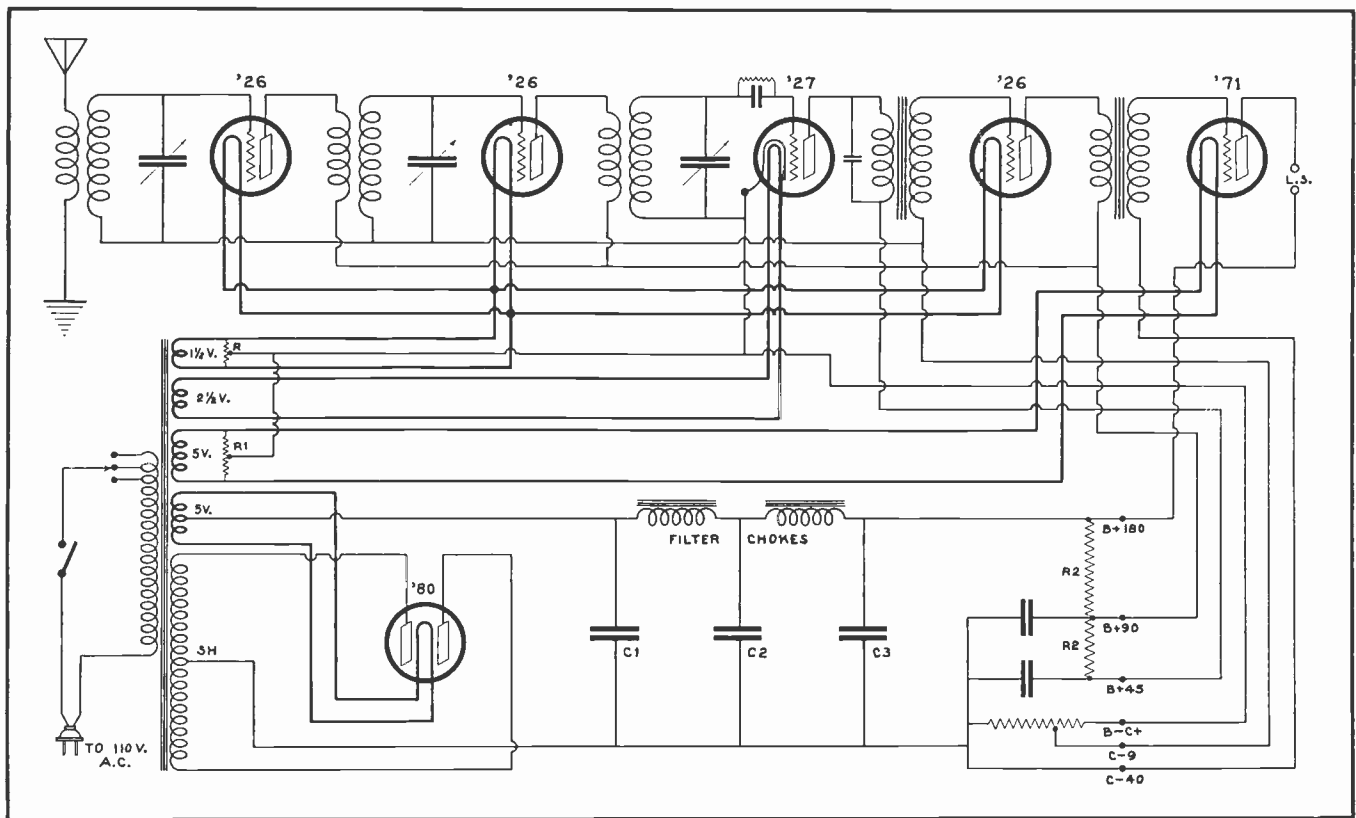 '26
'26
'27
'26
'71
L.S.
1½ V.
R
2½ V.
5V.
R1
5V.
FILTER CHOKES
B+180
R2
'80
SH
C1
C2
C3
B+90
R2
B+45
B-C+
C-9
C-40
TO 110 V.
A.C.